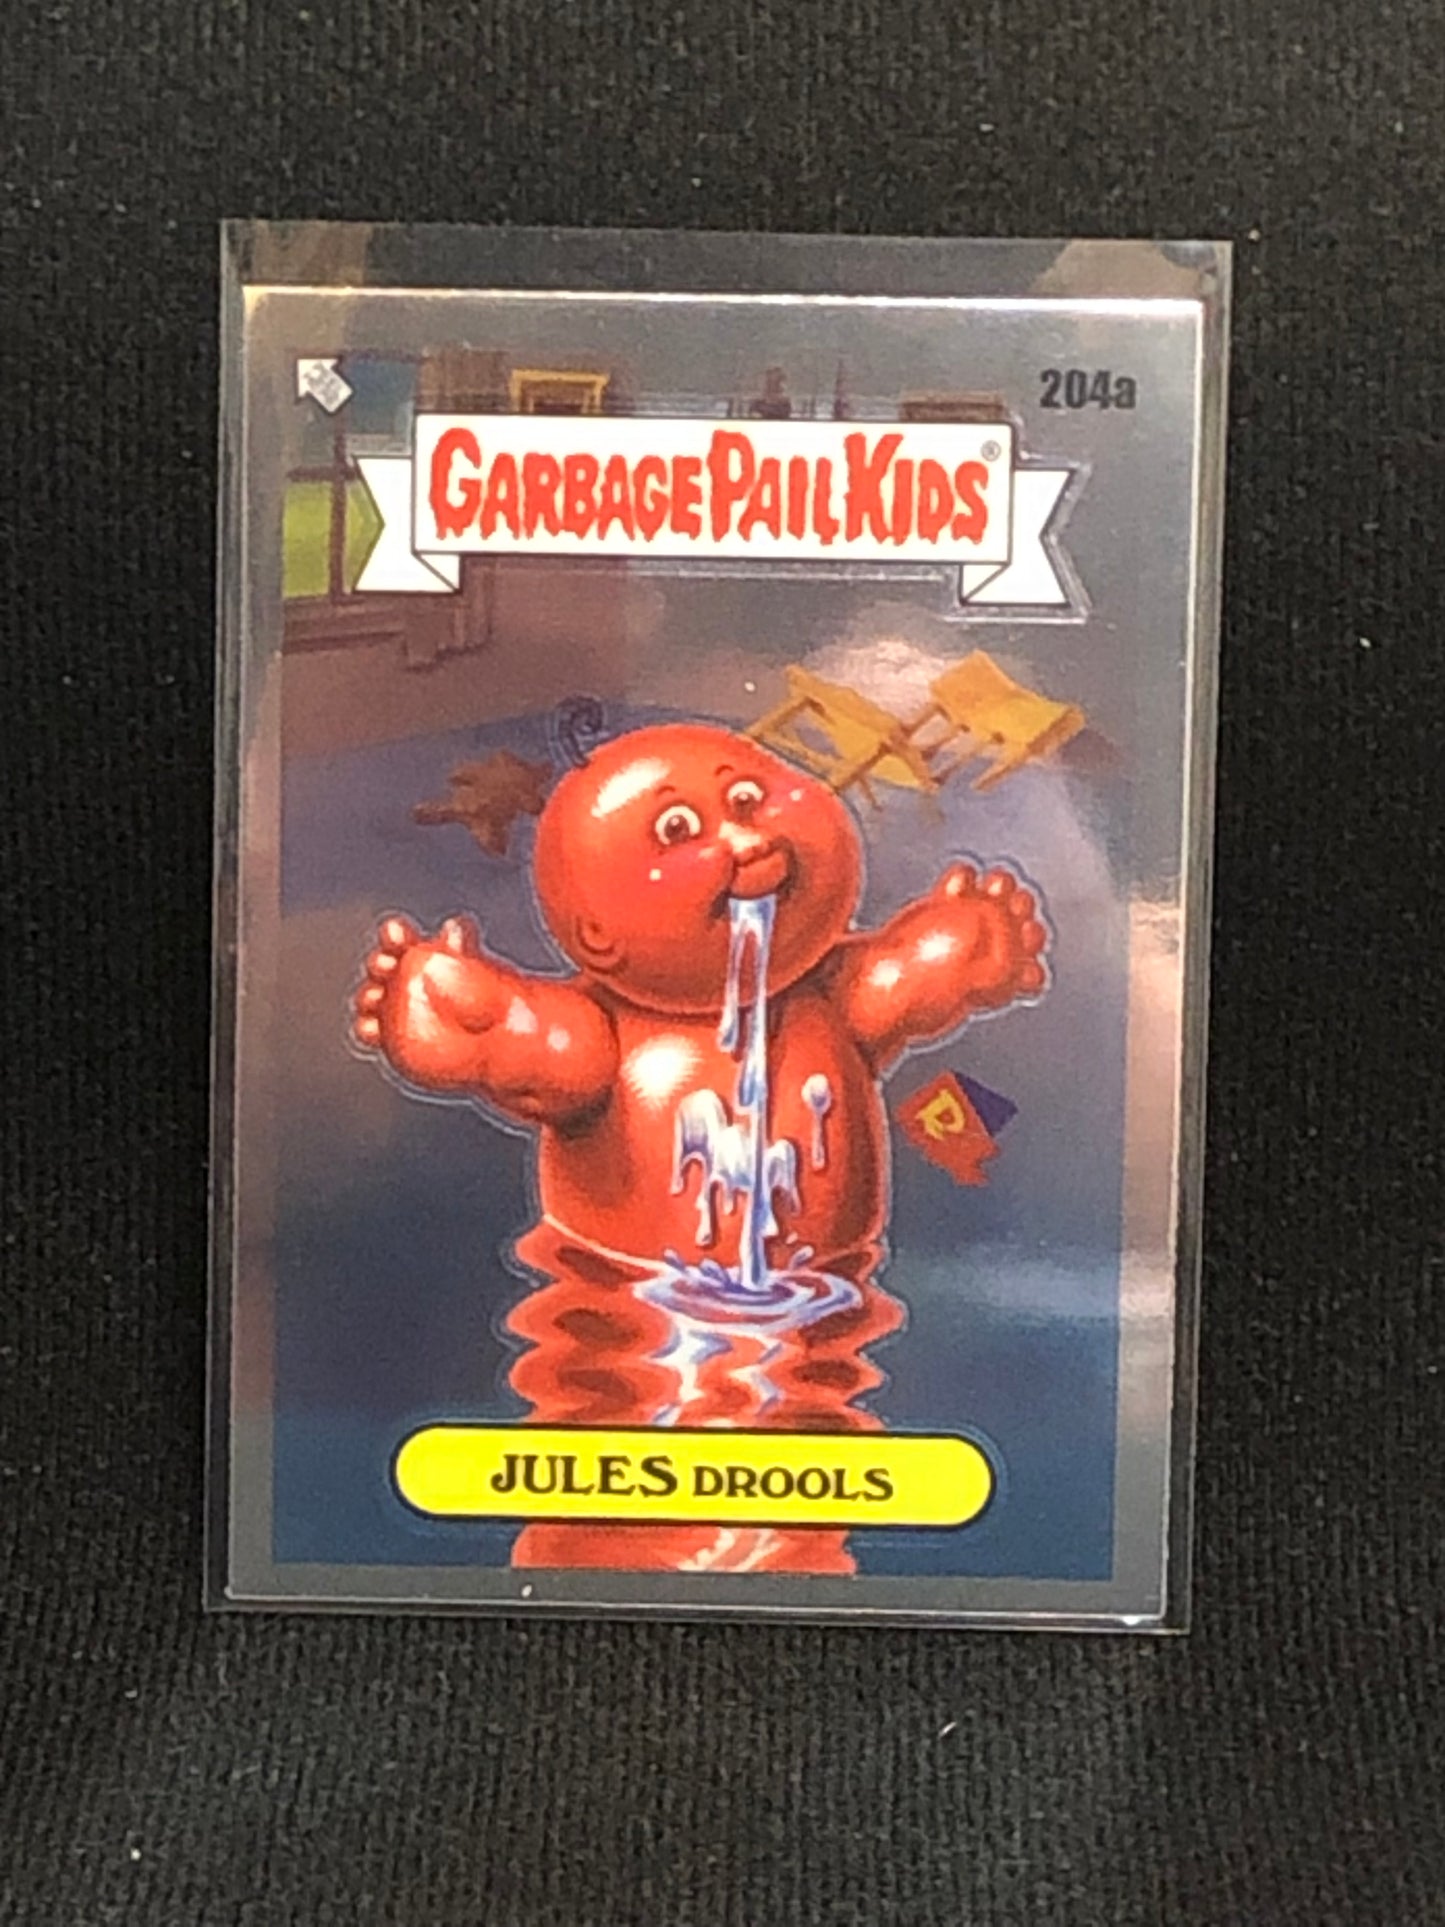 204a
GARBAGE PAIL KIDS®
D
JULES DROOLS